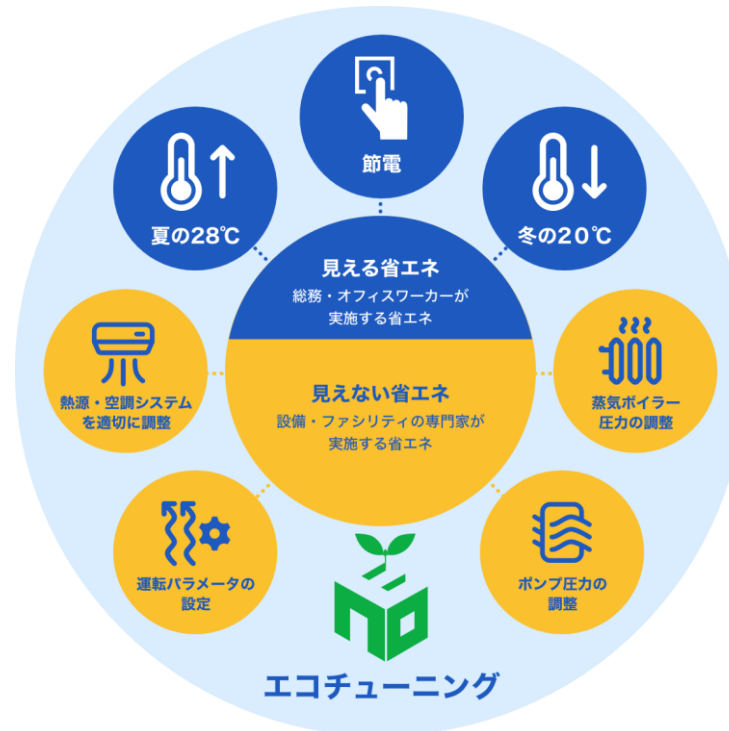 節電
夏の28℃
冬の20℃
見える省エネ
総務・オフィスワーカーが
実施する省エネ
見えない省エネ
設備・ファシリティの専門家が
実施する省エネ
熱源・空調システム
を適切に調整
蒸気ボイラー
圧力の調整
運転パラメータの
設定
ポンプ圧力の
調整
エコチューニング